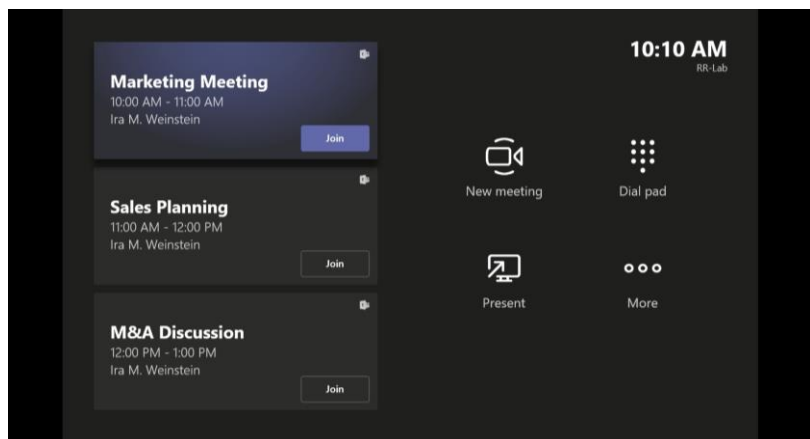 Marketing Meeting
10:00 AM - 11:00 AM
Ira M. Weinstein
Join
Sales Planning
11:00 AM - 12:00 PM
Ira M. Weinstein
Join
M&A Discussion
12:00 PM - 1:00 PM
Ira M. Weinstein
Join
10:10 AM
RR-Lab
New meeting
Dial pad
Present
More